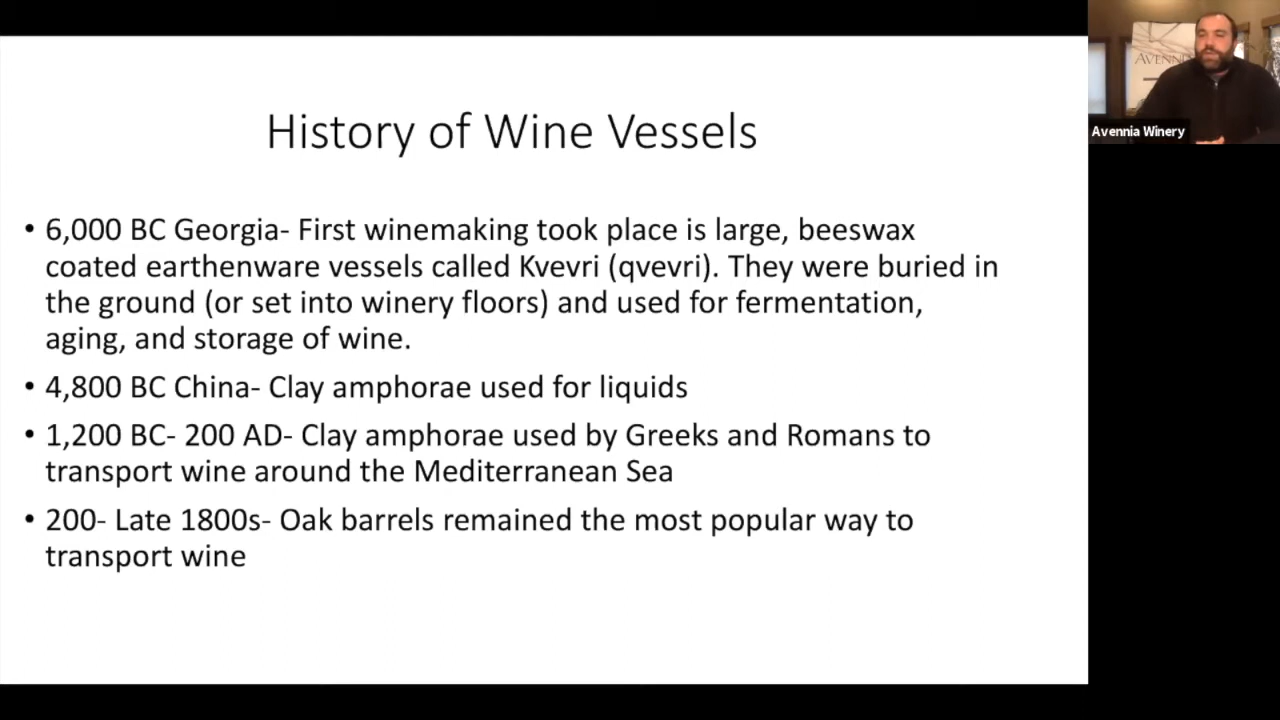 History of Wine Vessels
• 6,000 BC Georgia- First winemaking took place is large, beeswax
coated earthenware vessels called Kvevri (qvevri). They were buried in
the ground (or set into winery floors) and used for fermentation,
aging, and storage of wine.
• 4,800 BC China- Clay amphorae used for liquids
• 1,200 BC- 200 AD- Clay amphorae used by Greeks and Romans to
transport wine around the Mediterranean Sea
• 200- Late 1800s- Oak barrels remained the most popular way to
transport wine
Avennia Winery